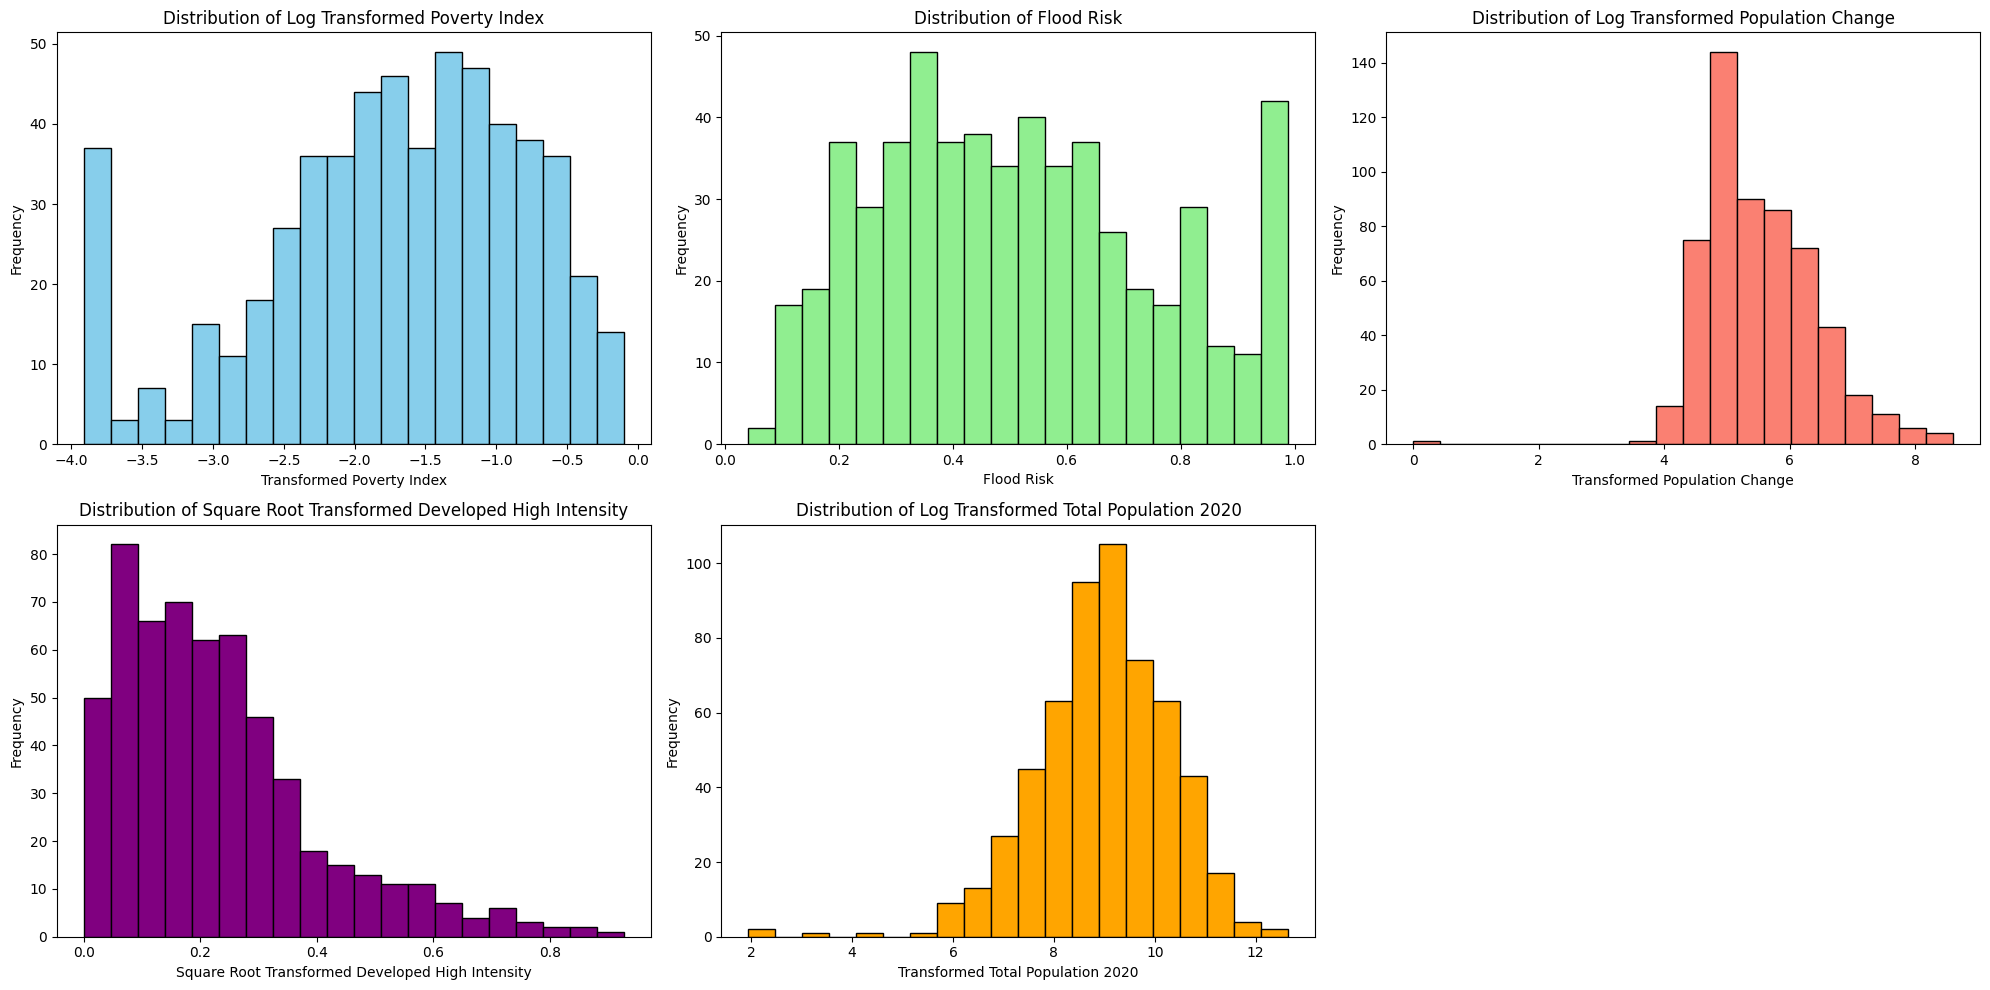 Distribution of Log Transformed Poverty Index
50
40
30
20
10
0
Frequency
−4.0 −3.5 −3.0 −2.5 −2.0 −1.5 −1.0 −0.5 0.0
Transformed Poverty Index
Distribution of Flood Risk
50
40
30
20
10
0
Frequency
0.0 0.2 0.4 0.6 0.8 1.0
Flood Risk
Distribution of Log Transformed Population Change
140
120
100
80
60
40
20
0
Frequency
0 2 4 6 8
Transformed Population Change
Distribution of Square Root Transformed Developed High Intensity
80
70
60
50
40
30
20
10
0
Frequency
0.0 0.2 0.4 0.6 0.8
Square Root Transformed Developed High Intensity
Distribution of Log Transformed Total Population 2020
100
80
60
40
20
0
Frequency
2 4 6 8 10 12
Transformed Total Population 2020